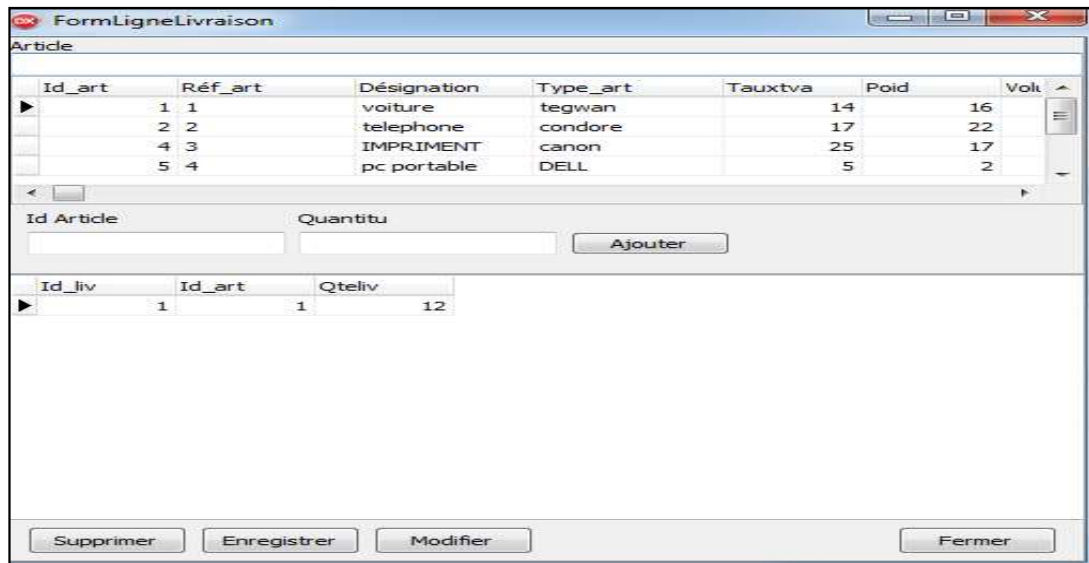 FormLigneLivraison
Article
Id_art Réf_art Désignation Type_art Tauxtva Poid Volu
1 1 voiture tegwan 14 16
2 2 telephone condore 17 22
4 3 IMPRIMENT canon 25 17
5 4 pc portable DELL 5 2
Id Article Quantitu
Ajouter
Id_liv Id_art Qteliv
1 1 12
Supprimer Enregistrer Modifier Fermer